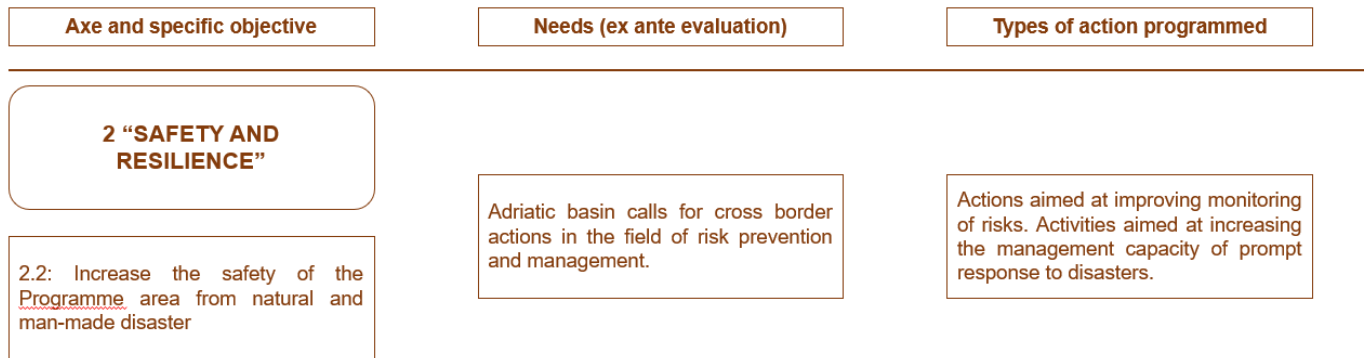 Axe and specific objective
Needs (ex ante evaluation)
Types of action programmed
2 “SAFETY AND
RESILIENCE”
2.2: Increase the safety of the
Programme area from natural and
man-made disaster
Adriatic basin calls for cross border
actions in the field of risk prevention
and management.
Actions aimed at improving monitoring
of risks. Activities aimed at increasing
the management capacity of prompt
response to disasters.